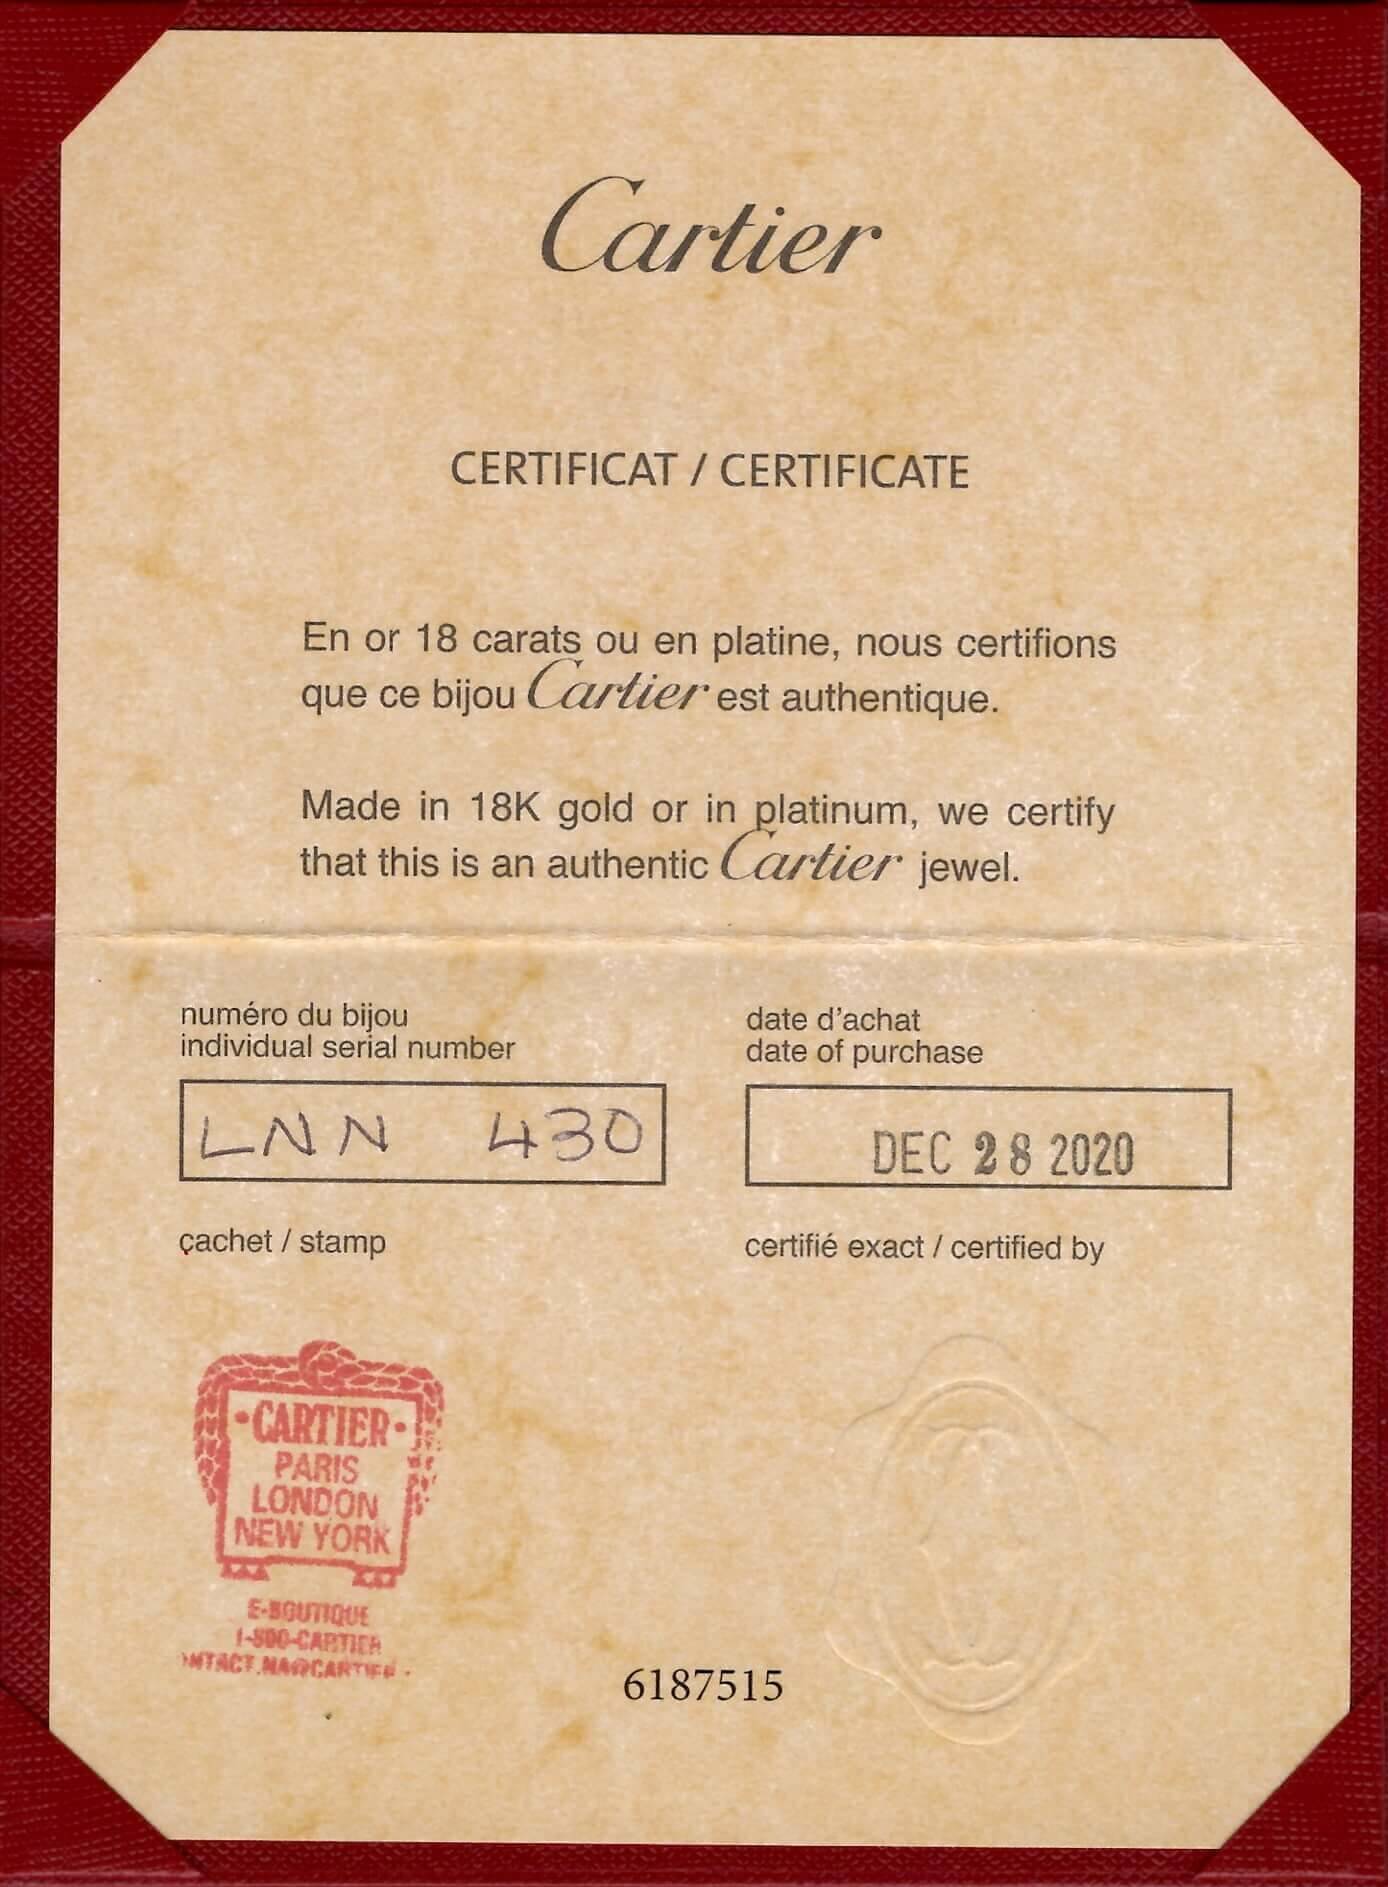 Cartier
CERTIFICAT / CERTIFICATE
En or 18 carats ou en platine, nous certifions
que ce bijou Cartier est authentique.
Made in 18K gold or in platinum, we certify
that this is an authentic Cartier jewel.
numéro du bijou
individual serial number
LNN 430
date d'achat
date of purchase
DEC 28 2020
cachet / stamp
certifié exact / certified by
•CARTIER•
PARIS
LONDON
NEW YORK
E-BOUTIQUE
1-800-CARTIER
NTACT.NA@CARTIER.
6187515